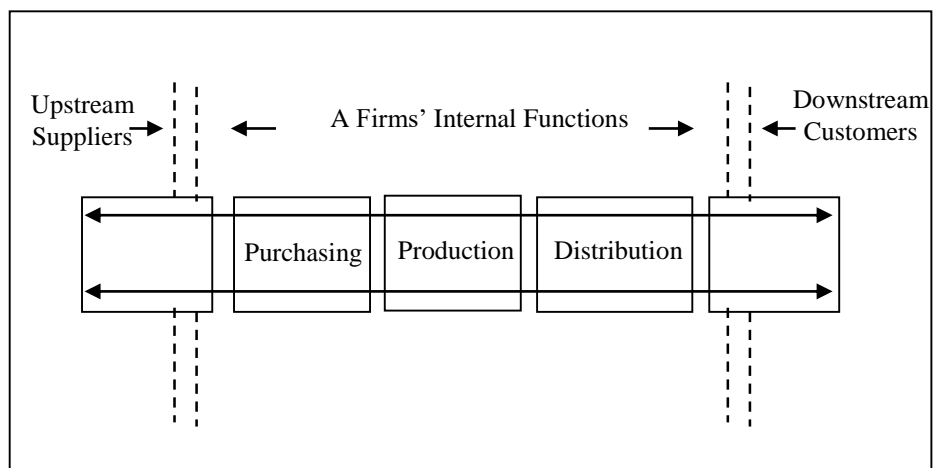 Upstream
Suppliers
A Firms’ Internal Functions
Downstream
Customers
Purchasing
Production
Distribution